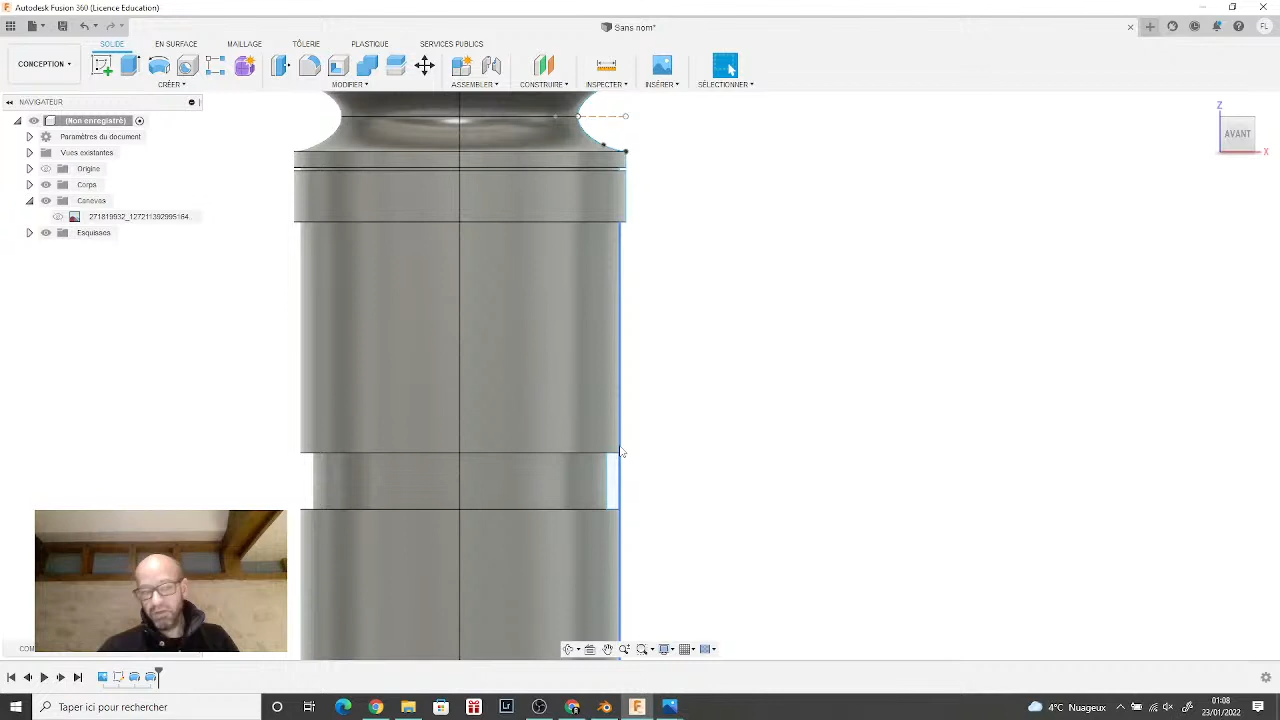 Autodesk Fusion 360 (Licence Education)
Sans nom*
FL
SOLIDE
EN SURFACE
MAILLAGE
TÔLERIE
PLASTIQUE
SERVICES PUBLICS
CONCEPTION
CRÉER
MODIFIER
ASSEMBLER
CONSTRUIRE
INSPECTER
INSÉRER
SÉLECTIONNER
NAVIGATEUR
(Non enregistré)
Paramètres du document
Vues existantes
Origine
Corps
Canevas
271819932_127211392995164...
Esquisses
Z
AVANT
X
Taper ici pour rechercher
4°C Nuageux
01:08
23/01/2022